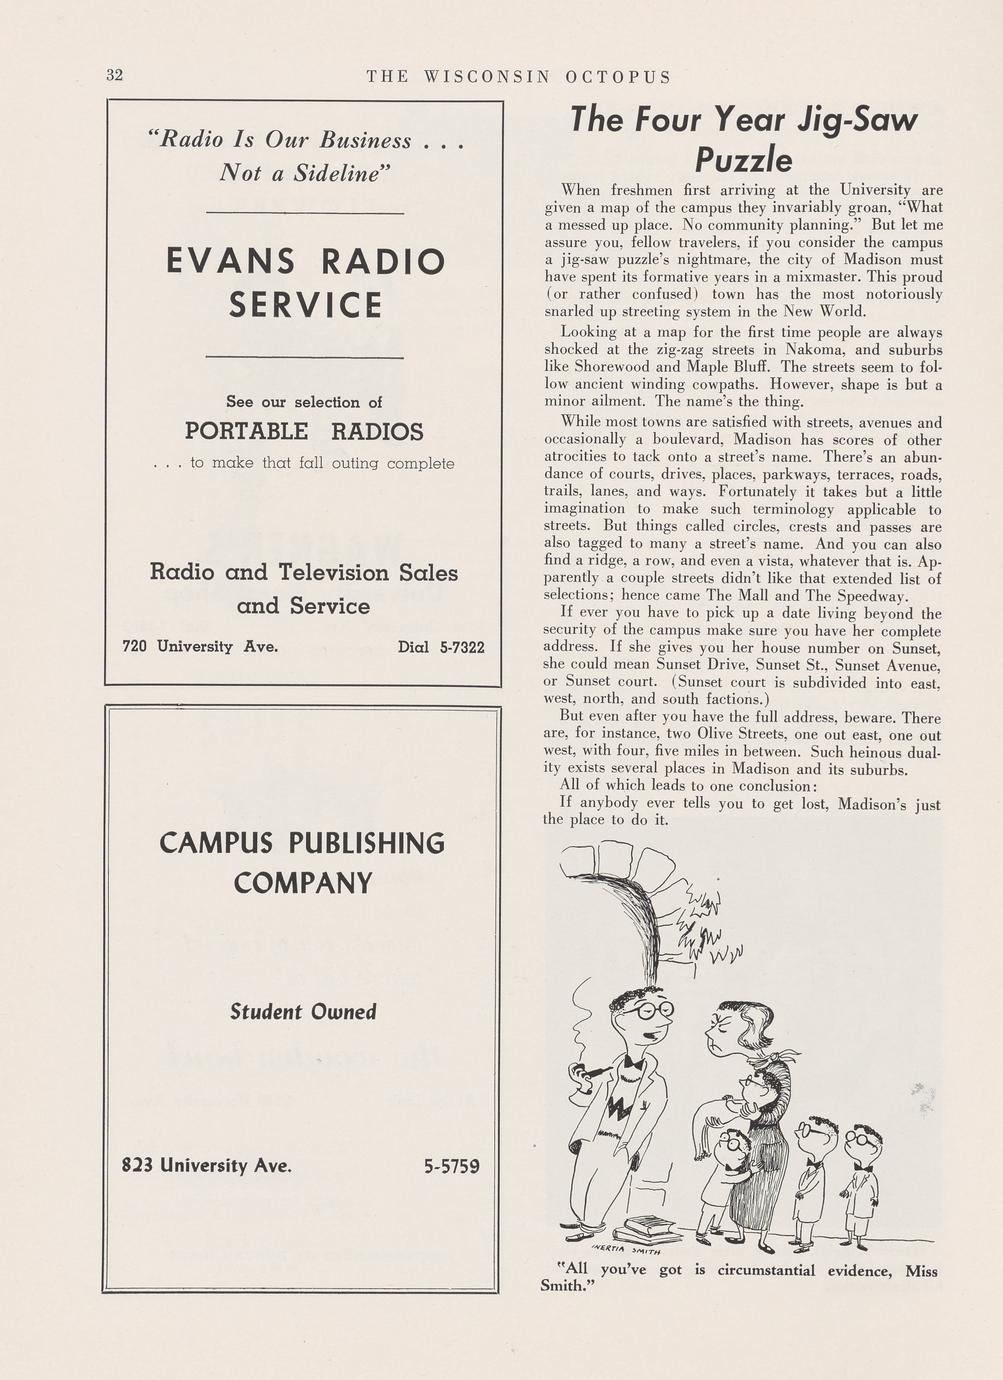 32
THE WISCONSIN OCTOPUS
"Radio Is Our Business . . .
Not a Sideline"
EVANS RADIO
SERVICE
See our selection of
PORTABLE RADIOS
. . . to make that fall outing complete
Radio and Television Sales
and Service
720 University Ave. Dial 5-7322
CAMPUS PUBLISHING
COMPANY
Student Owned
823 University Ave. 5-5759
The Four Year Jig-Saw
Puzzle
When freshmen first arriving at the University are
given a map of the campus they invariably groan, "What
a messed up place. No community planning." But let me
assure you, fellow travelers, if you consider the campus
a jig-saw puzzle's nightmare, the city of Madison must
have spent its formative years in a mixmaster. This proud
(or rather confused) town has the most notoriously
snarled up streeting system in the New World.
Looking at a map for the first time people are always
shocked at the zig-zag streets in Nakoma, and suburbs
like Shorewood and Maple Bluff. The streets seem to fol-
low ancient winding cowpaths. However, shape is but a
minor ailment. The name's the thing.
While most towns are satisfied with streets, avenues and
occasionally a boulevard, Madison has scores of other
atrocities to tack onto a street's name. There's an abun-
dance of courts, drives, places, parkways, terraces, roads,
trails, lanes, and ways. Fortunately it takes but a little
imagination to make such terminology applicable to
streets. But things called circles, crests and passes are
also tagged to many a street's name. And you can also
find a ridge, a row, and even a vista, whatever that is. Ap-
parently a couple streets didn't like that extended list of
selections; hence came The Mall and The Speedway.
If ever you have to pick up a date living beyond the
security of the campus make sure you have her complete
address. If she gives you her house number on Sunset,
she could mean Sunset Drive, Sunset St., Sunset Avenue,
or Sunset court. (Sunset court is subdivided into east,
west, north, and south factions.)
But even after you have the full address, beware. There
are, for instance, two Olive Streets, one out east, one out
west, with four, five miles in between. Such heinous dual-
ity exists several places in Madison and its suburbs.
All of which leads to one conclusion:
If anybody ever tells you to get lost, Madison's just
the place to do it.
W
INERTIA SMITH
"All you've got is circumstantial evidence, Miss
Smith."